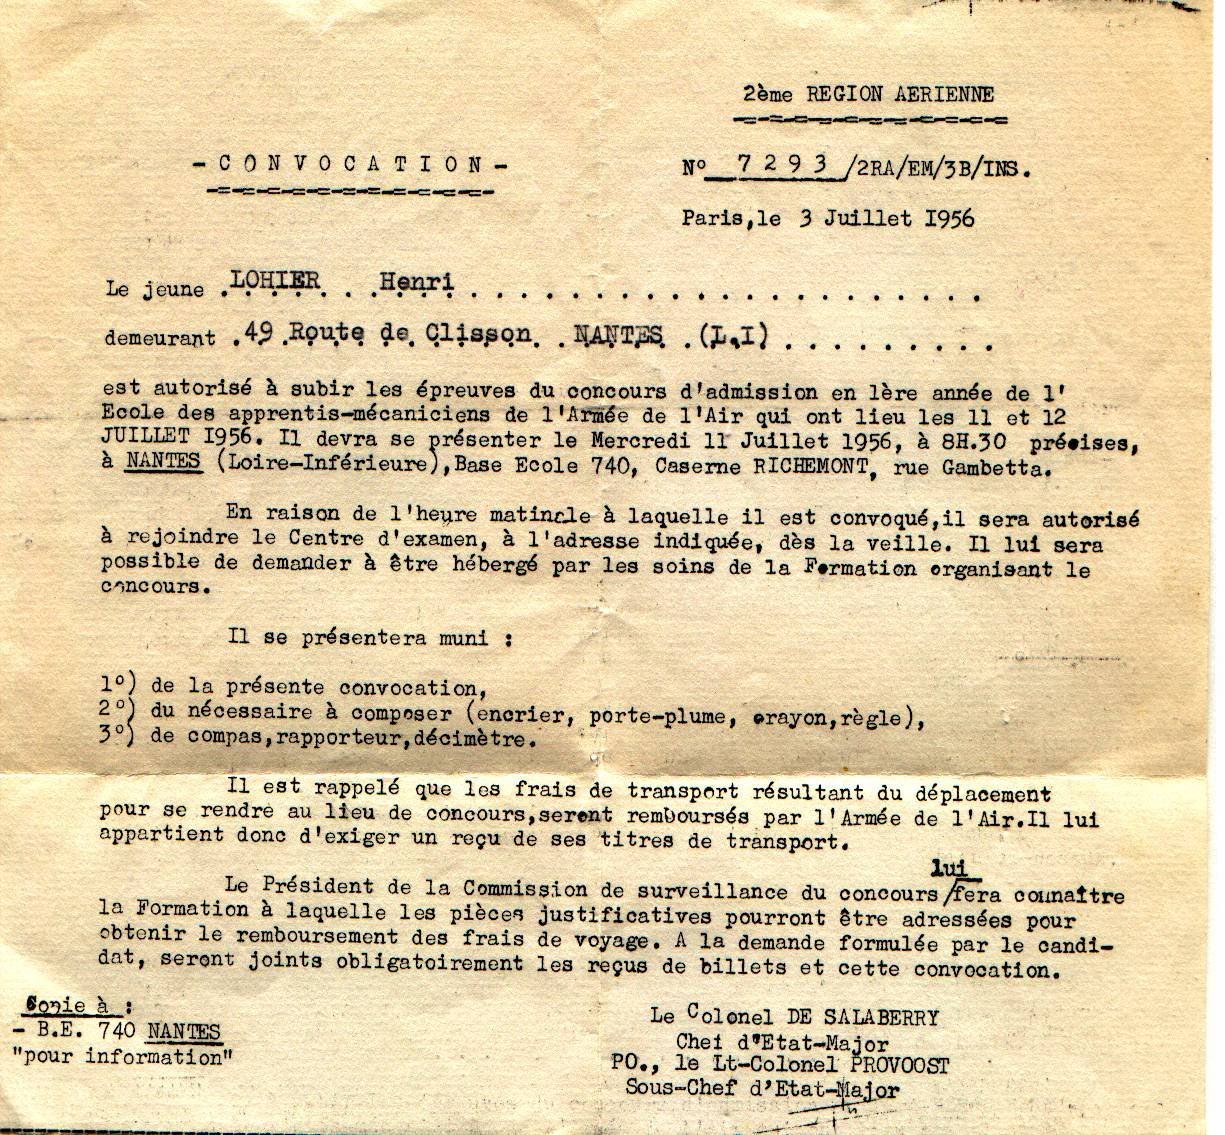 2ème REGION AERIENNE
- C O N V O C A T I O N -
N° 7 2 9 3 /2RA/EM/3B/INS.
Paris,le 3 Juillet I956
Le jeune LOHIER Henri
demeurant 49 Route de Clisson NANTES (L.I)
est autorisé à subir les épreuves du concours d'admission en lère année de l'
Ecole des apprentis-mécaniciens de l'Armée de l'Air qui ont lieu les 11 et 12
JUILLET I956. Il devra se présenter le Mercredi 11 Juillet 1956, à 8H.30 précises,
à NANTES (Loire-Inférieure),Base Ecole 740, Caserne RICHEMONT, rue Gambetta.
En raison de l'heure matinale à laquelle il est convoqué,il sera autorisé
à rejoindre le Centre d'examen, à l'adresse indiquée, dès la veille. Il lui sera
possible de demander à être hébergé par les soins de la Formation organisant le
concours.
Il se présentera muni :
1°) de la présente convocation,
2°) du nécessaire à composer (encrier, porte-plume, crayon,règle),
3°) de compas,rapporteur,décimètre.
Il est rappelé que les frais de transport résultant du déplacement
pour se rendre au lieu de concours,seront remboursés par l'Armée de l'Air.Il lui
appartient donc d'exiger un reçu de ses titres de transport.
lui
Le Président de la Commission de surveillance du concours /fera connaître
la Formation à laquelle les pièces justificatives pourront être adressées pour
obtenir le remboursement des frais de voyage. A la demande formulée par le candi-
dat, seront joints obligatoirement les reçus de billets et cette convocation.
Copie à :
- B.E. 740 NANTES
"pour information"
Le Colonel DE SALABERRY
Chef d'Etat-Major
PO., le Lt-Colonel PROVOOST
Sous-Chef d'Etat-Major